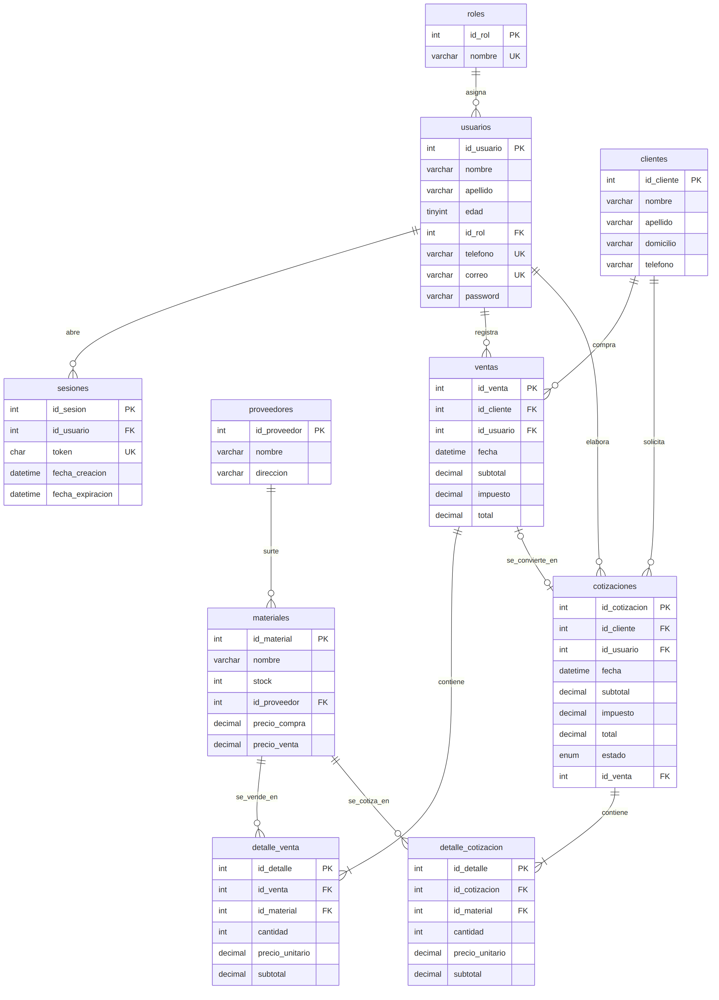 roles
int id_rol PK
varchar nombre UK
asigna
usuarios
int id_usuario PK
varchar nombre
varchar apellido
tinyint edad
int id_rol FK
varchar telefono UK
varchar correo UK
varchar password
clientes
int id_cliente PK
varchar nombre
varchar apellido
varchar domicilio
varchar telefono
abre
registra
compra
sesiones
int id_sesion PK
int id_usuario FK
char token UK
datetime fecha_creacion
datetime fecha_expiracion
proveedores
int id_proveedor PK
varchar nombre
varchar direccion
ventas
int id_venta PK
int id_cliente FK
int id_usuario FK
datetime fecha
decimal subtotal
decimal impuesto
decimal total
elabora
solicita
surte
se_convierte_en
materiales
int id_material PK
varchar nombre
int stock
int id_proveedor FK
decimal precio_compra
decimal precio_venta
contiene
cotizaciones
int id_cotizacion PK
int id_cliente FK
int id_usuario FK
datetime fecha
decimal subtotal
decimal impuesto
decimal total
enum estado
int id_venta FK
se_vende_en
se_cotiza_en
contiene
detalle_venta
int id_detalle PK
int id_venta FK
int id_material FK
int cantidad
decimal precio_unitario
decimal subtotal
detalle_cotizacion
int id_detalle PK
int id_cotizacion FK
int id_material FK
int cantidad
decimal precio_unitario
decimal subtotal